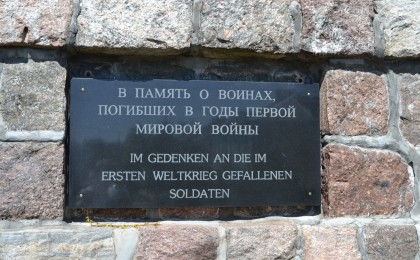 В ПАМЯТЬ О ВОИНАХ,
ПОГИБШИХ В ГОДЫ ПЕРВОЙ
МИРОВОЙ ВОЙНЫ
IM GEDENKEN AN DIE IM
ERSTEN WELTKRIEG GEFALLENEN
SOLDATEN